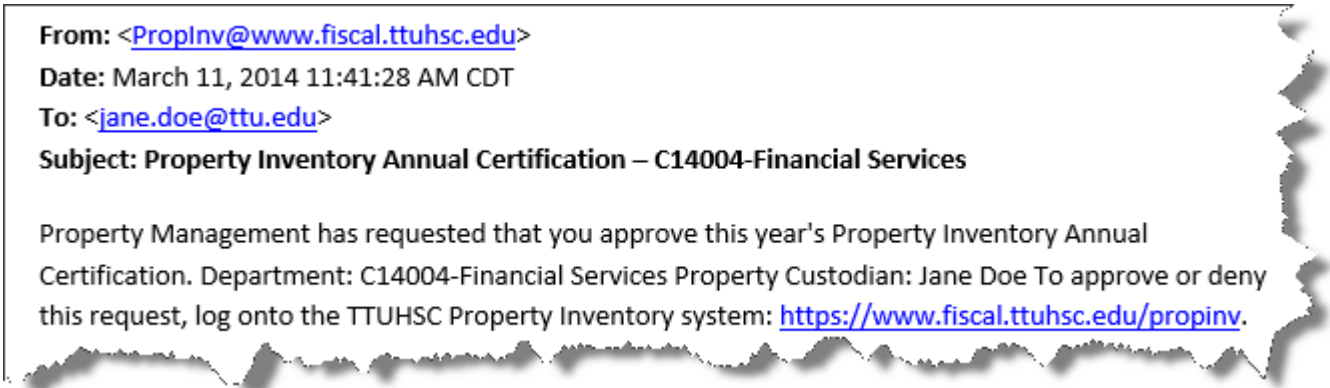 From: <PropInv@www.fiscal.ttuhsc.edu>
Date: March 11, 2014 11:41:28 AM CDT
To: <jane.doe@ttu.edu>
Subject: Property Inventory Annual Certification – C14004-Financial Services
Property Management has requested that you approve this year's Property Inventory Annual
Certification. Department: C14004-Financial Services Property Custodian: Jane Doe To approve or deny
this request, log onto the TTUHSC Property Inventory system: https://www.fiscal.ttuhsc.edu/propinv.